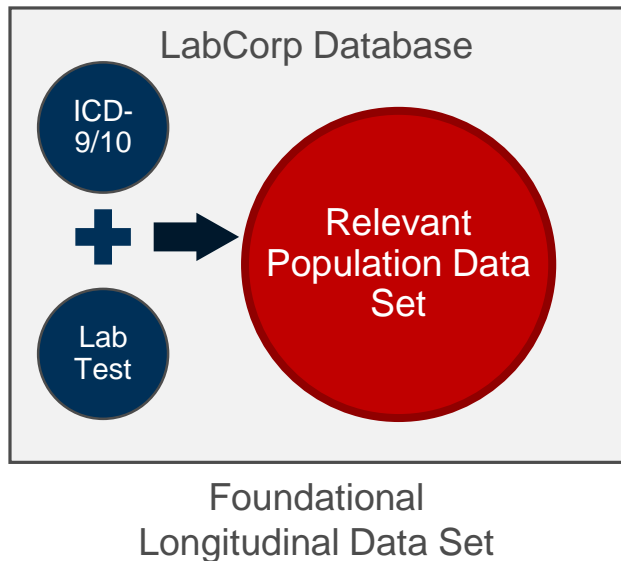 LabCorp Database
ICD-
9/10
Lab
Test
Relevant
Population Data
Set
Foundational
Longitudinal Data Set